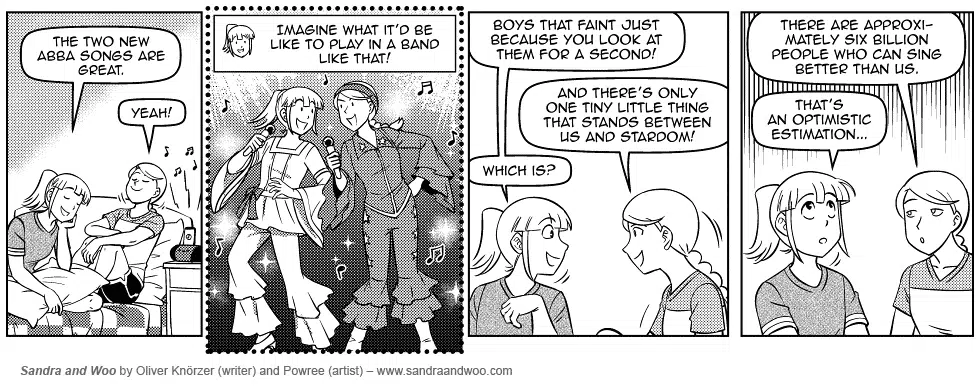 THE TWO NEW
ABBA SONGS ARE
GREAT.
YEAH!
IMAGINE WHAT IT'D BE
LIKE TO PLAY IN A BAND
LIKE THAT!
BOYS THAT FAINT JUST
BECAUSE YOU LOOK AT
THEM FOR A SECOND!
AND THERE'S ONLY
ONE TINY LITTLE THING
THAT STANDS BETWEEN
US AND STARDOM!
WHICH IS?
THERE ARE APPROXI-
MATELY SIX BILLION
PEOPLE WHO CAN SING
BETTER THAN US.
THAT'S
AN OPTIMISTIC
ESTIMATION...
Sandra and Woo by Oliver Knörzer (writer) and Powree (artist) – www.sandraandwoo.com